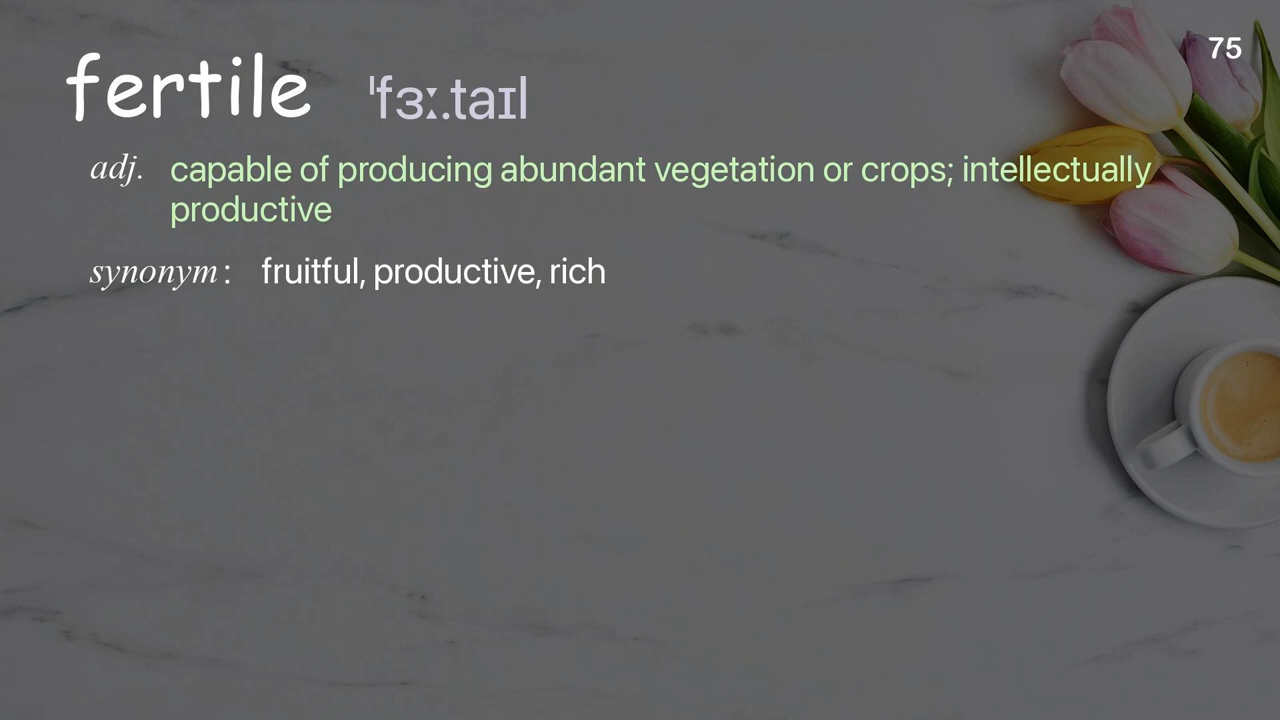 75
fertile ˈfɜː.taɪl
adj. capable of producing abundant vegetation or crops; intellectually
productive
synonym: fruitful, productive, rich